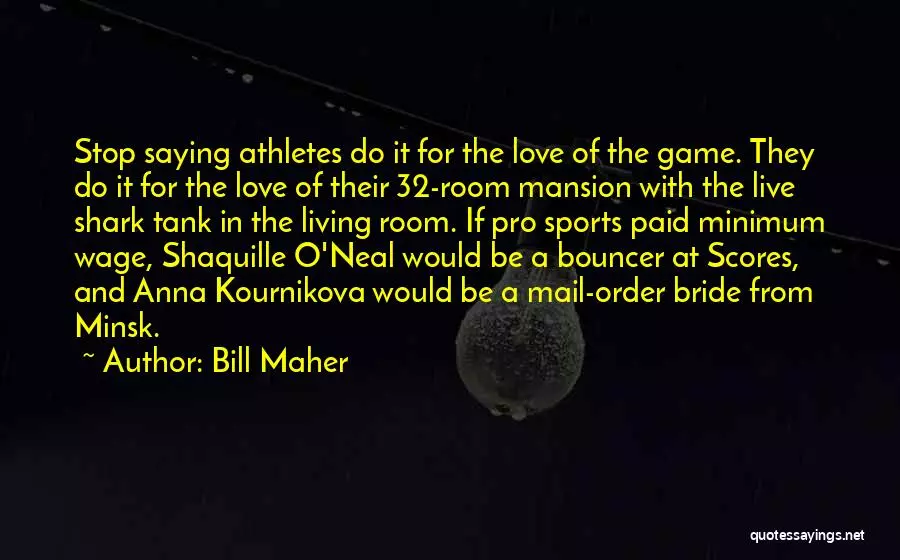 Stop saying athletes do it for the love of the game. They
do it for the love of their 32-room mansion with the live
shark tank in the living room. If pro sports paid minimum
wage, Shaquille O'Neal would be a bouncer at Scores,
and Anna Kournikova would be a mail-order bride from
Minsk.
~ Author: Bill Maher
quotessayings.net